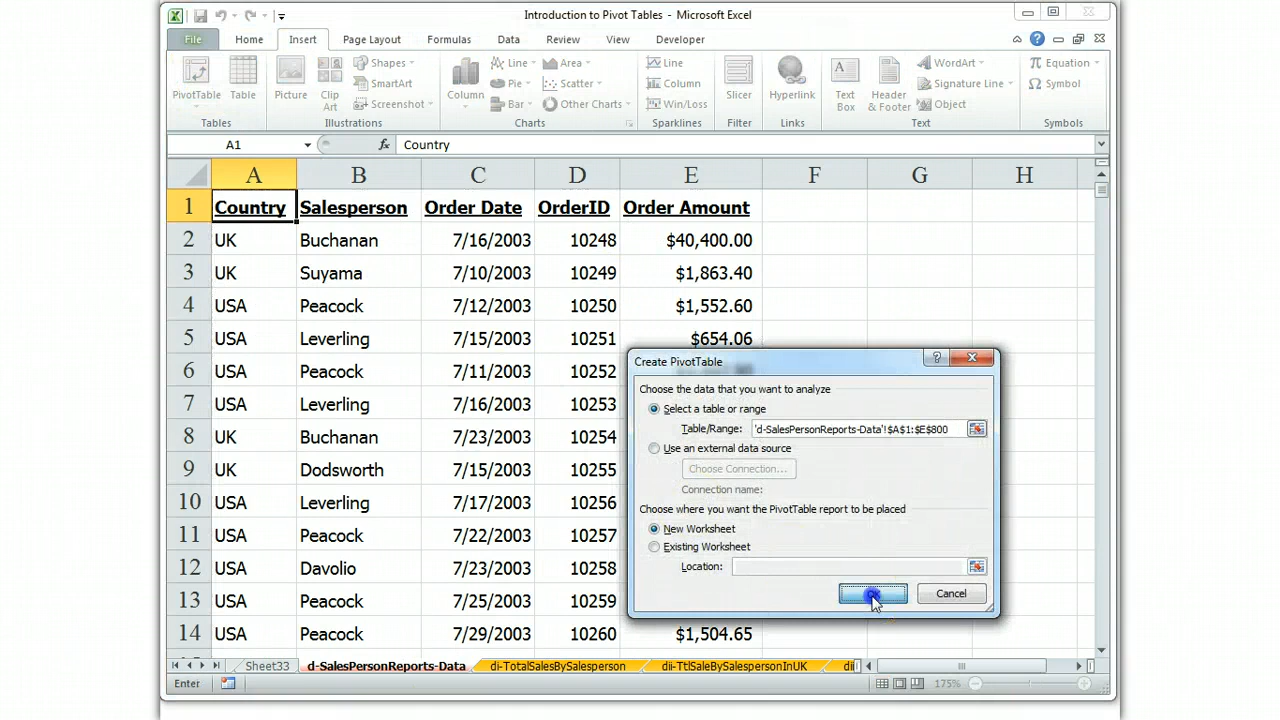 Introduction to Pivot Tables - Microsoft Excel
File Home Insert Page Layout Formulas Data Review View Developer
PivotTable Table Picture Clip Art Shapes SmartArt Screenshot Column Line Pie Bar Area Scatter Other Charts Line Column Win/Loss Slicer Hyperlink Text Box Header & Footer WordArt Signature Line Object Equation Symbol
Tables Illustrations Charts Sparklines Filter Links Text Symbols
A1 fx Country
A B C D E F G H
1 Country Salesperson Order Date OrderID Order Amount
2 UK Buchanan 7/16/2003 10248 $40,400.00
3 UK Suyama 7/10/2003 10249 $1,863.40
4 USA Peacock 7/12/2003 10250 $1,552.60
5 USA Leverling 7/15/2003 10251 $654.06
6 USA Peacock 7/11/2003 10252
7 USA Leverling 7/16/2003 10253
8 UK Buchanan 7/23/2003 10254
9 UK Dodsworth 7/15/2003 10255
10 USA Leverling 7/17/2003 10256
11 USA Peacock 7/22/2003 10257
12 USA Davolio 7/23/2003 10258
13 USA Peacock 7/25/2003 10259
14 USA Peacock 7/29/2003 10260 $1,504.65
Create PivotTable
Choose the data that you want to analyze
Select a table or range
Table/Range: 'd-SalesPersonReports-Data'!$A$1:$E$800
Use an external data source
Choose Connection...
Connection name:
Choose where you want the PivotTable report to be placed
New Worksheet
Existing Worksheet
Location:
OK Cancel
Sheet33 d-SalesPersonReports-Data di-TotalSalesBySalesperson dii-TtlSaleBySalespersonInUK dii
Enter 175%